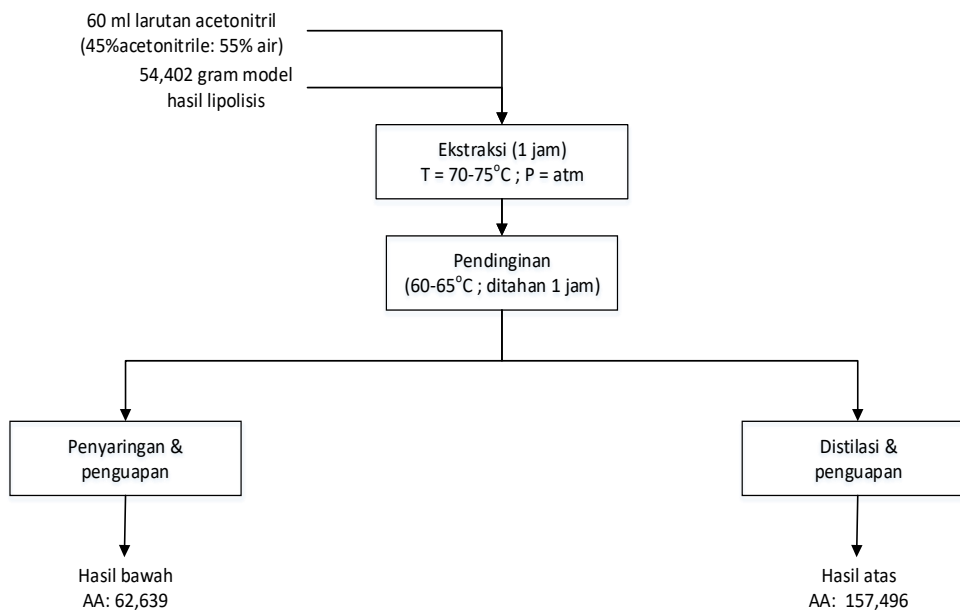 60 ml larutan acetonitril
(45%acetonitrile: 55% air)
54,402 gram model
hasil lipolisis
Ekstraksi (1 jam)
T = 70-75°C ; P = atm
Pendinginan
(60-65°C ; ditahan 1 jam)
Penyaringan &
penguapan
Distilasi &
penguapan
Hasil bawah
AA: 62,639
Hasil atas
AA:  157,496